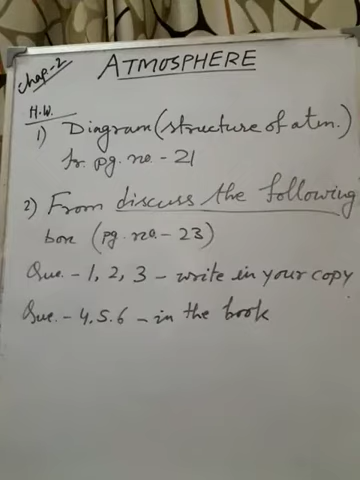 Chap-2
ATMOSPHERE
H.W.
1) Diagram (structure of atm.)
fr. pg. no. - 21
2) From discuss the following
box (pg. no. - 23)
Que. - 1, 2, 3 - write in your copy
Que. - 4, 5, 6 - in the book